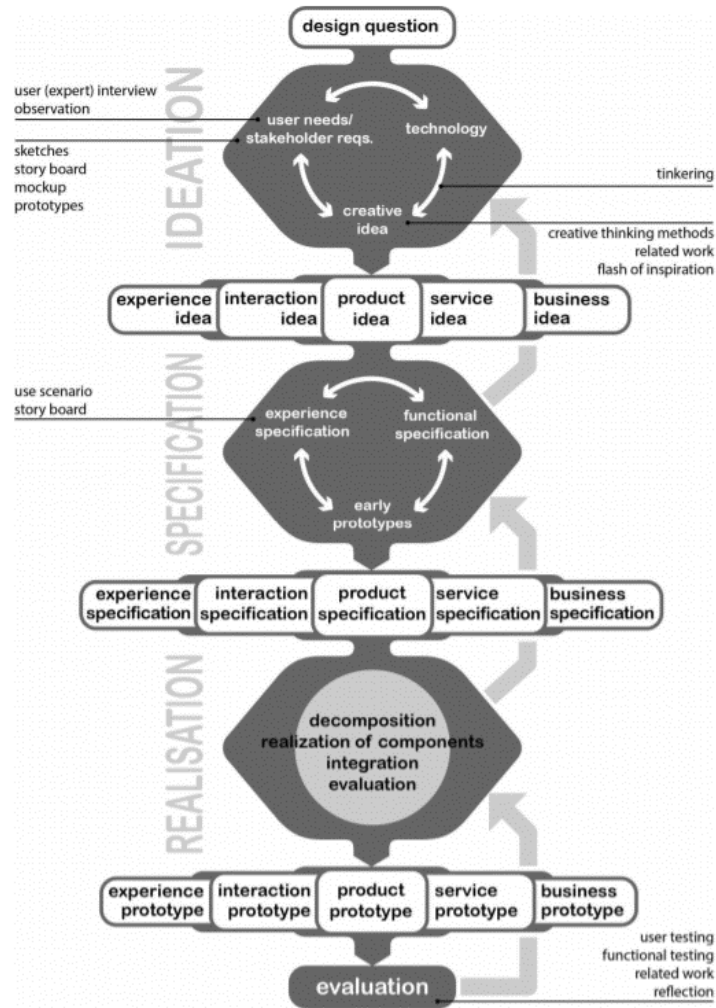 design question
IDEATION
user (expert) interview
observation
sketches
story board
mockup
prototypes
user needs/
stakeholder reqs.
technology
creative
idea
tinkering
creative thinking methods
related work
flash of inspiration
experience
idea
interaction
idea
product
idea
service
idea
business
idea
SPECIFICATION
use scenario
story board
experience
specification
functional
specification
early
prototypes
experience
specification
interaction
specification
product
specification
service
specification
business
specification
REALISATION
decomposition
realization of components
integration
evaluation
experience
prototype
interaction
prototype
product
prototype
service
prototype
business
prototype
evaluation
user testing
functional testing
related work
reflection